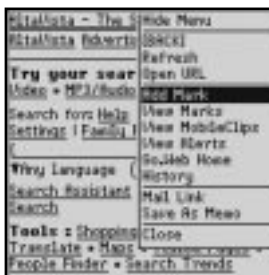 AltaVista - The S
AltaVista Adverto
Try your sear
Video • MP3/Audio
Search for: Help
Settings | Family
Any Language
Search Assistant
Search
Tools : Shopping
Translate • Maps •
People Finder • Search Trends
Hide Menu
[BACK]
Refresh
Open URL
Add Mark
View Marks
View MobileClips
View Alerts
Go.Web Home
History
Mail Link
Save As Memo
Close